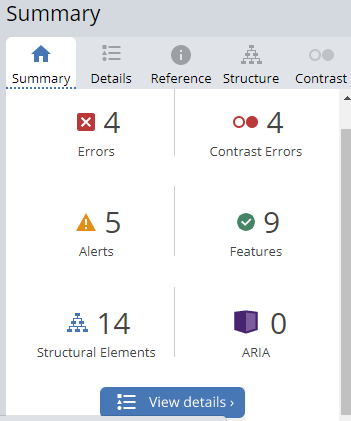 Summary
Summary Details Reference Structure Contrast
4 4
Errors Contrast Errors
5 9
Alerts Features
14 0
Structural Elements ARIA
View details ›